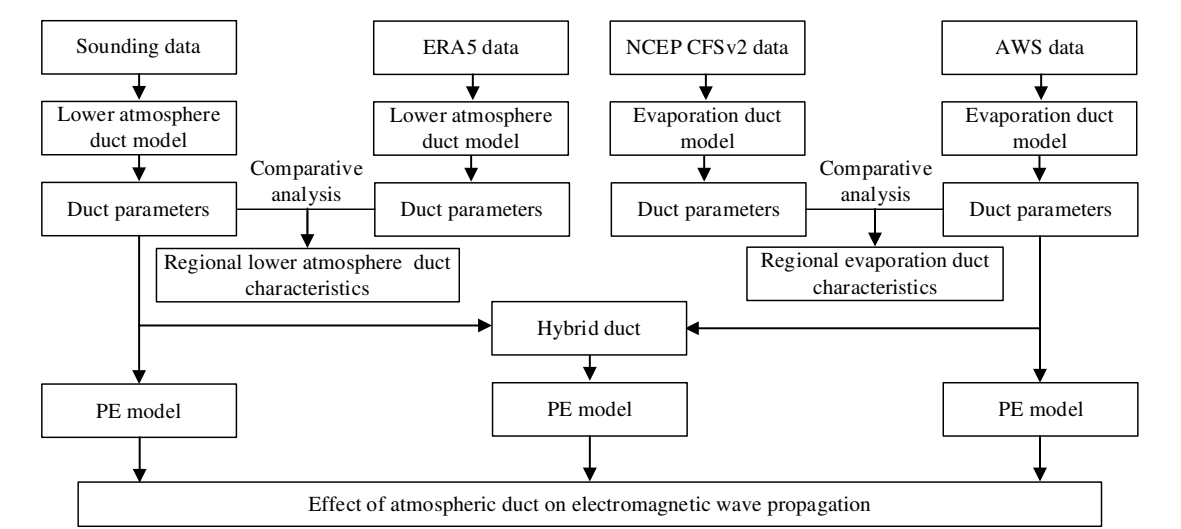 Sounding data
ERA5 data
NCEP CFSv2 data
AWS data
Lower atmosphere
duct model
Lower atmosphere
duct model
Evaporation duct
model
Evaporation duct
model
Comparative
analysis
Comparative
analysis
Duct parameters
Duct parameters
Duct parameters
Duct parameters
Regional lower atmosphere duct
characteristics
Regional evaporation duct
characteristics
Hybrid duct
PE model
PE model
PE model
Effect of atmospheric duct on electromagnetic wave propagation